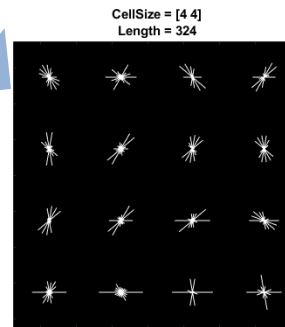 CellSize = [4 4]
Length = 324